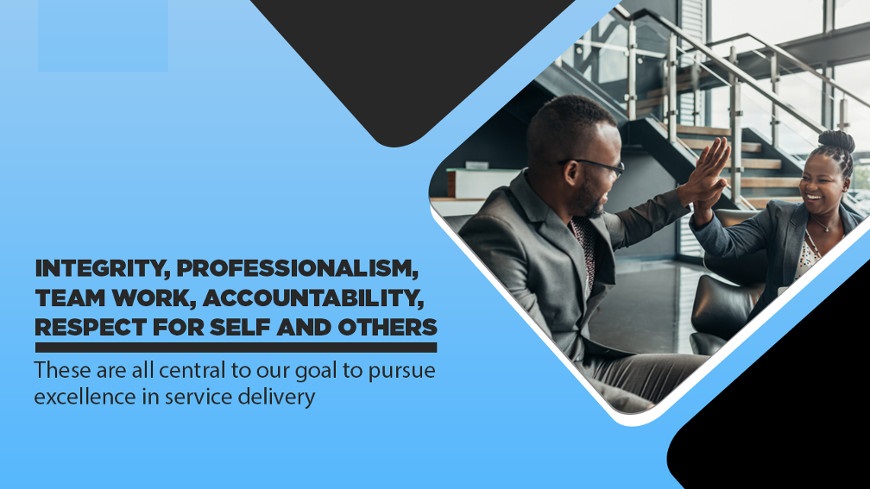 INTEGRITY, PROFESSIONALISM,
TEAM WORK, ACCOUNTABILITY,
RESPECT FOR SELF AND OTHERS
These are all central to our goal to pursue
excellence in service delivery